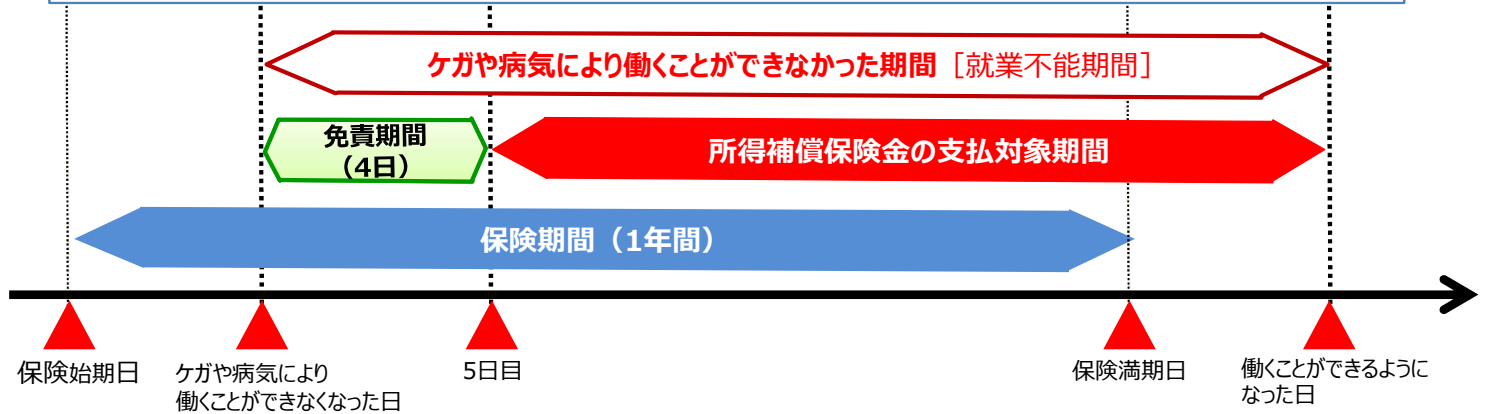 ケガや病気により働くことができなかった期間［就業不能期間］
免責期間
（4日）
所得補償保険金の支払対象期間
保険期間（1年間）
保険始期日
ケガや病気により
働くことができなくなった日
5日目
保険満期日
働くことができるように
なった日